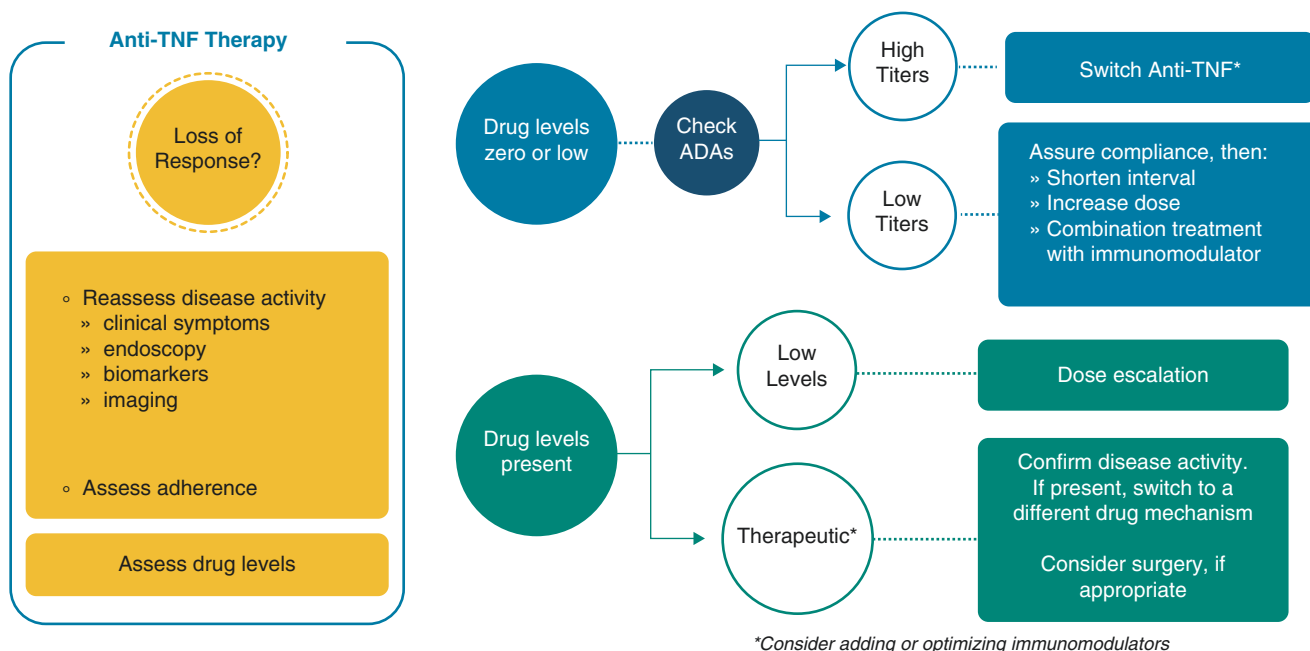 Anti-TNF Therapy
Loss of
Response?
◦ Reassess disease activity
» clinical symptoms
» endoscopy
» biomarkers
» imaging
◦ Assess adherence
Assess drug levels
Drug levels
zero or low
Check
ADAs
High
Titers
Switch Anti-TNF*
Low
Titers
Assure compliance, then:
» Shorten interval
» Increase dose
» Combination treatment
with immunomodulator
Drug levels
present
Low
Levels
Dose escalation
Therapeutic*
Confirm disease activity.
If present, switch to a
different drug mechanism
Consider surgery, if
appropriate
*Consider adding or optimizing immunomodulators